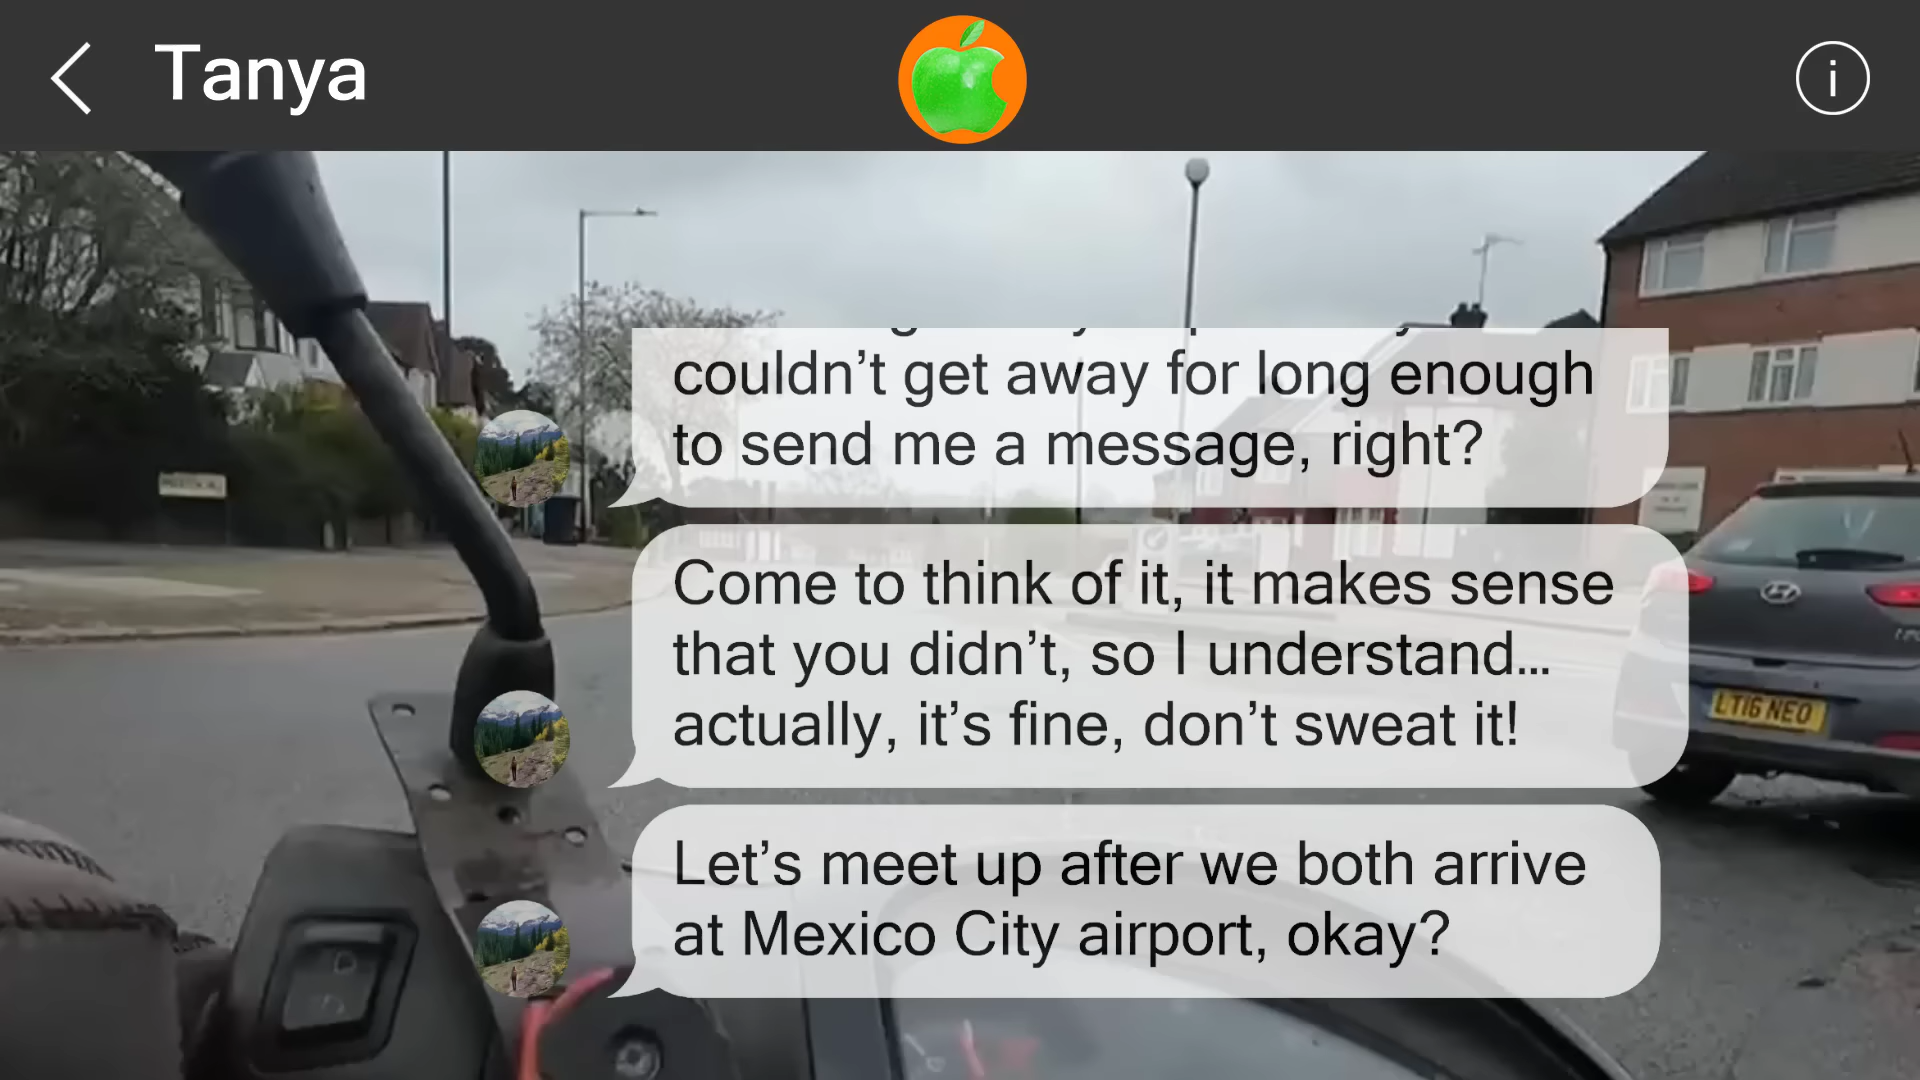 Tanya
i
couldn’t get away for long enough
to send me a message, right?
Come to think of it, it makes sense
that you didn’t, so I understand…
actually, it’s fine, don’t sweat it!
Let’s meet up after we both arrive
at Mexico City airport, okay?
LT16 NEO